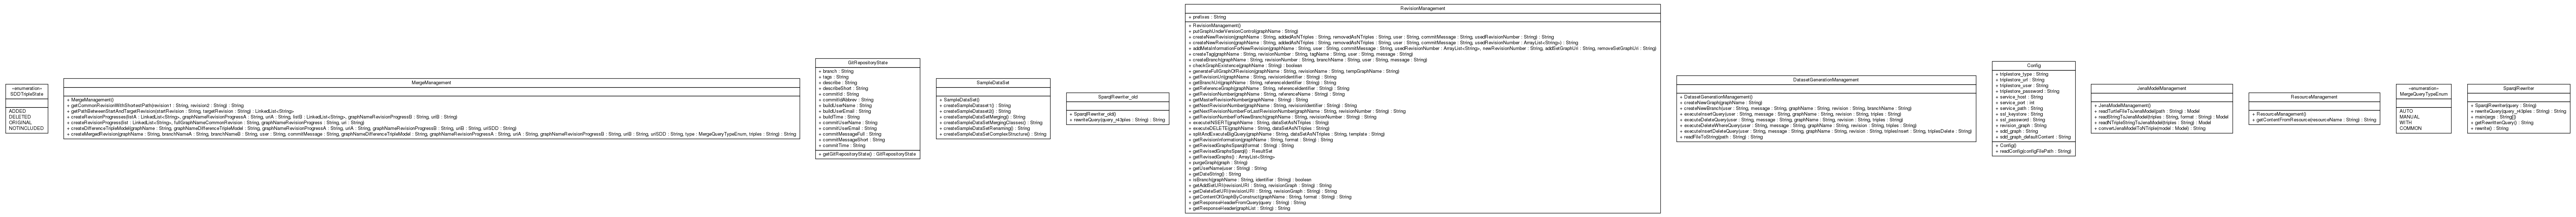 «enumeration»
SDDTripleState
ADDED
DELETED
ORIGINAL
NOTINCLUDED
MergeManagement
+ MergeManagement()
+ getCommonRevisionWithShortestPath(revision1 : String, revision2 : String) : String
+ getPathBetweenStartAndTargetRevision(startRevision : String, targetRevision : String) : LinkedList<String>
+ createRevisionProgresses(listA : LinkedList<String>, graphNameRevisionProgressA : String, uriA : String, listB : LinkedList<String>, graphNameRevisionProgressB : String, uriB : String)
+ createRevisionProgress(list : LinkedList<String>, fullGraphNameCommonRevision : String, graphNameRevisionProgress : String, uri : String)
+ createDifferenceTripleModel(graphName : String, graphNameDifferenceTripleModel : String, graphNameRevisionProgressA : String, uriA : String, graphNameRevisionProgressB : String, uriB : String, uriSDD : String)
+ createMergedRevision(graphName : String, branchNameA : String, branchNameB : String, user : String, commitMessage : String, graphNameDifferenceTripleModel : String, graphNameRevisionProgressA : String, uriA : String, graphNameRevisionProgressB : String, uriB : String, uriSDD : String, type : MergeQueryTypeEnum, triples : String) : String
GitRepositoryState
+ branch : String
+ tags : String
+ describe : String
+ describeShort : String
+ commitId : String
+ commitIdAbbrev : String
+ buildUserName : String
+ buildUserEmail : String
+ buildTime : String
+ commitUserName : String
+ commitUserEmail : String
+ commitMessageFull : String
+ commitMessageShort : String
+ commitTime : String
+ getGitRepositoryState() : GitRepositoryState
SampleDataSet
+ SampleDataSet()
+ createSampleDataset1() : String
+ createSampleDataset2() : String
+ createSampleDataSetMerging() : String
+ createSampleDataSetMergingClasses() : String
+ createSampleDataSetRenaming() : String
+ createSampleDataSetComplexStructure() : String
SparqlRewriter_old
+ SparqlRewriter_old()
+ rewriteQuery(query_r43ples : String) : String
RevisionManagement
+ prefixes : String
+ RevisionManagement()
+ putGraphUnderVersionControl(graphName : String)
+ createNewRevision(graphName : String, addedAsNTriples : String, removedAsNTriples : String, user : String, commitMessage : String, usedRevisionNumber : String) : String
+ createNewRevision(graphName : String, addedAsNTriples : String, removedAsNTriples : String, user : String, commitMessage : String, usedRevisionNumber : ArrayList<String>) : String
+ addMetaInformationForNewRevision(graphName : String, user : String, commitMessage : String, usedRevisionNumber : ArrayList<String>, newRevisionNumber : String, addSetGraphUri : String, removeSetGraphUri : String)
+ createTag(graphName : String, revisionNumber : String, tagName : String, user : String, message : String)
+ createBranch(graphName : String, revisionNumber : String, branchName : String, user : String, message : String)
+ checkGraphExistence(graphName : String) : boolean
+ generateFullGraphOfRevision(graphName : String, revisionName : String, tempGraphName : String)
+ getRevisionUri(graphName : String, revisionIdentifier : String) : String
+ getBranchUri(graphName : String, referenceIdentifier : String) : String
+ getReferenceGraph(graphName : String, referenceIdentifier : String) : String
+ getRevisionNumber(graphName : String, referenceName : String) : String
+ getMasterRevisionNumber(graphName : String) : String
+ getNextRevisionNumber(graphName : String, revisionIdentifier : String) : String
+ getNextRevisionNumberForLastRevisionNumber(graphName : String, revisionNumber : String) : String
+ getRevisionNumberForNewBranch(graphName : String, revisionNumber : String) : String
+ executeINSERT(graphName : String, dataSetAsNTriples : String)
+ executeDELETE(graphName : String, dataSetAsNTriples : String)
+ splitAndExecuteBigQuery(graphName : String, dataSetAsNTriples : String, template : String)
+ getRevisionInformation(graphName : String, format : String) : String
+ getRevisedGraphsSparql(format : String) : String
+ getRevisedGraphsSparql() : ResultSet
+ getRevisedGraphs() : ArrayList<String>
+ purgeGraph(graph : String)
+ getUserName(user : String) : String
+ getDateString() : String
+ isBranch(graphName : String, identifier : String) : boolean
+ getAddSetURI(revisionURI : String, revisionGraph : String) : String
+ getDeleteSetURI(revisionURI : String, revisionGraph : String) : String
+ getContentOfGraphByConstruct(graphName : String, format : String) : String
+ getResponseHeaderFromQuery(query : String) : String
+ getResponseHeader(graphList : String) : String
DatasetGenerationManagement
+ DatasetGenerationManagement()
+ createNewGraph(graphName : String)
+ createNewBranch(user : String, message : String, graphName : String, revision : String, branchName : String)
+ executeInsertQuery(user : String, message : String, graphName : String, revision : String, triples : String)
+ executeDeleteQuery(user : String, message : String, graphName : String, revision : String, triples : String)
+ executeDeleteWhereQuery(user : String, message : String, graphName : String, revision : String, triples : String)
+ executeInsertDeleteQuery(user : String, message : String, graphName : String, revision : String, triplesInsert : String, triplesDelete : String)
+ readFileToString(path : String) : String
Config
+ triplestore_type : String
+ triplestore_url : String
+ triplestore_user : String
+ triplestore_password : String
+ service_host : String
+ service_port : int
+ service_path : String
+ ssl_keystore : String
+ ssl_password : String
+ revision_graph : String
+ sdd_graph : String
+ sdd_graph_defaultContent : String
+ Config()
+ readConfig(configFilePath : String)
JenaModelManagement
+ JenaModelManagement()
+ readTurtleFileToJenaModel(path : String) : Model
+ readStringToJenaModel(triples : String, format : String) : Model
+ readNTripleStringToJenaModel(triples : String) : Model
+ convertJenaModelToNTriple(model : Model) : String
ResourceManagement
+ ResourceManagement()
+ getContentFromResource(resourceName : String) : String
«enumeration»
MergeQueryTypeEnum
AUTO
MANUAL
WITH
COMMON
SparqlRewriter
+ SparqlRewriter(query : String)
+ rewriteQuery(query_r43ples : String) : String
+ main(args : String[])
+ getRewrittenQuery() : String
+ rewrite() : String